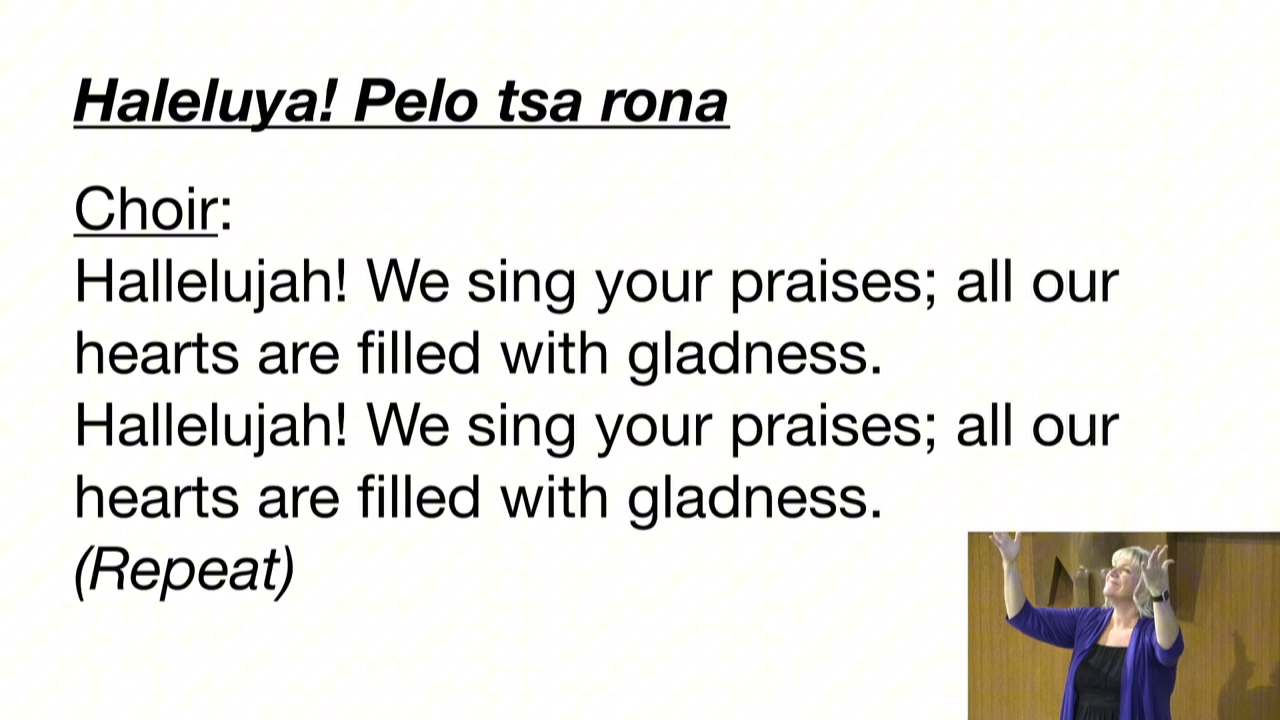 Haleluya! Pelo tsa rona
Choir:
Hallelujah! We sing your praises; all our
hearts are filled with gladness.
Hallelujah! We sing your praises; all our
hearts are filled with gladness.
(Repeat)